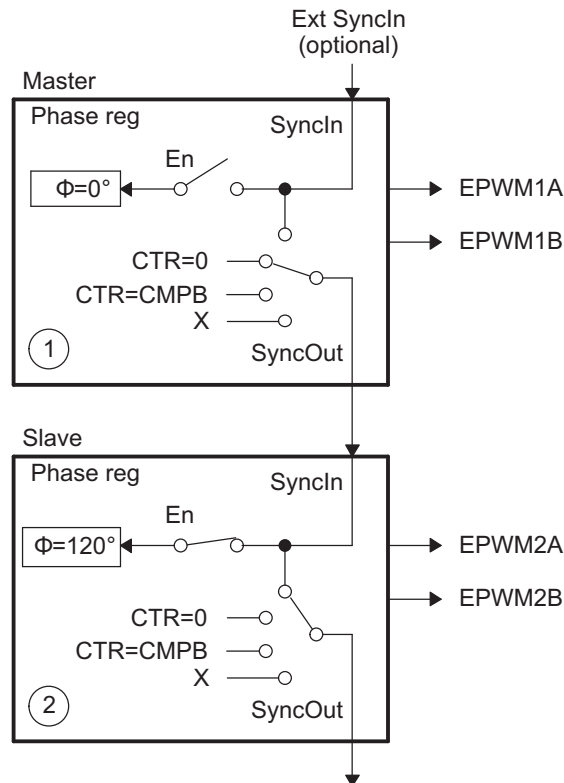 Ext SyncIn
(optional)
Master
Phase reg
SyncIn
En
Φ=0°
EPWM1A
EPWM1B
CTR=0
CTR=CMPB
X
1
SyncOut
Slave
Phase reg
SyncIn
En
Φ=120°
EPWM2A
EPWM2B
CTR=0
CTR=CMPB
X
2
SyncOut